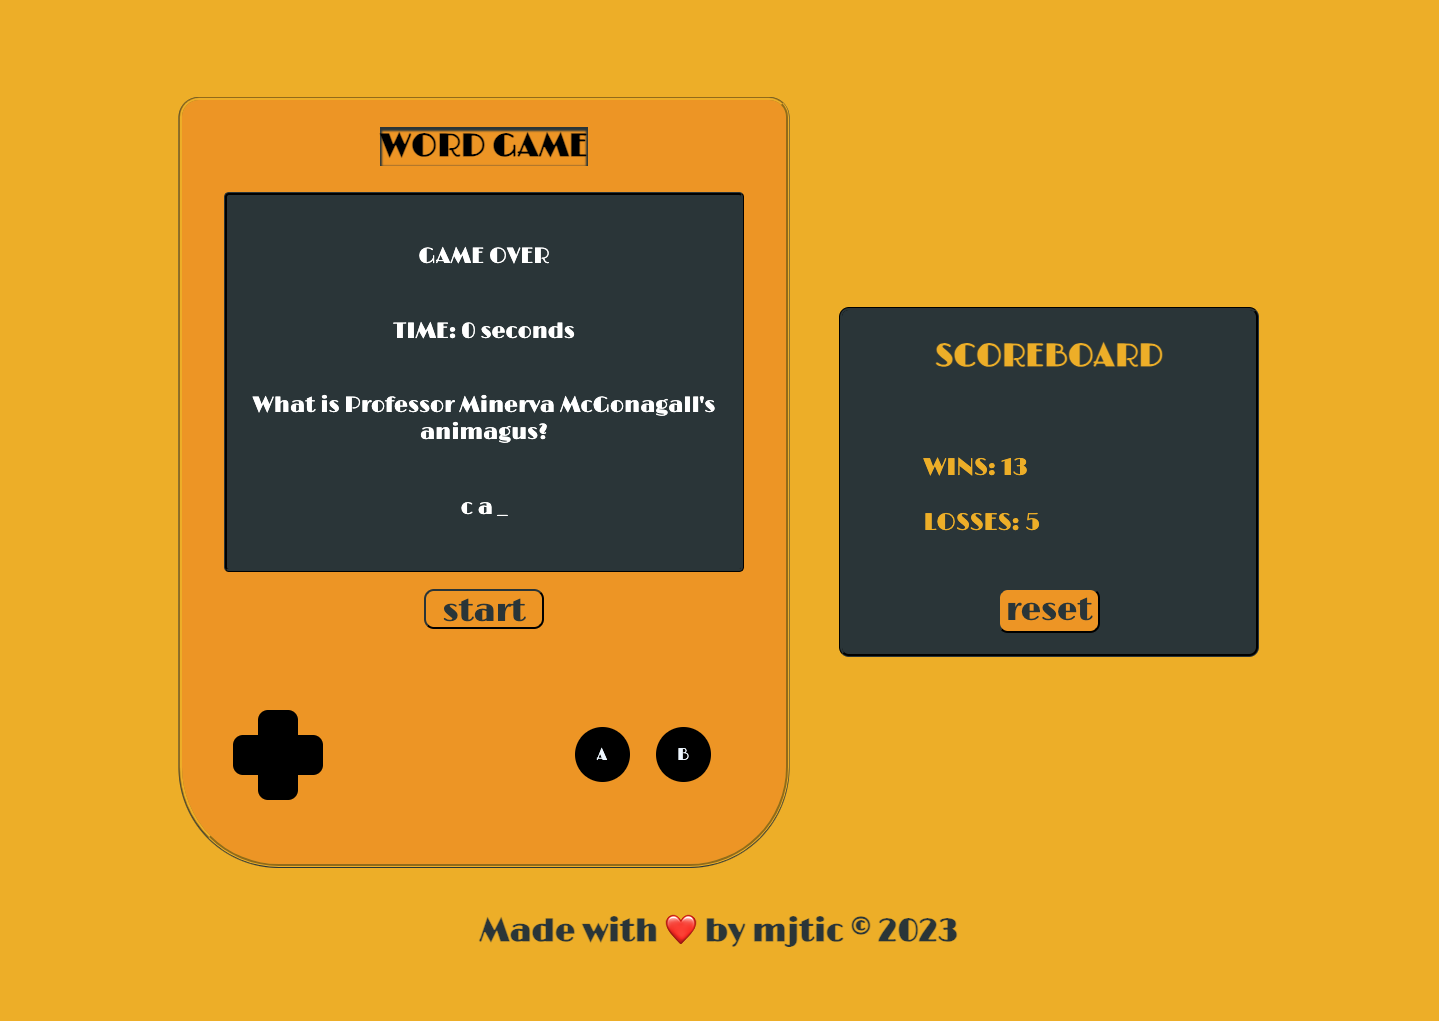 WORD GAME
GAME OVER
TIME: 0 seconds
What is Professor Minerva McGonagall's
animagus?
c a _
start
A B
SCOREBOARD
WINS: 13
LOSSES: 5
reset
Made with ❤️ by mjtic © 2023